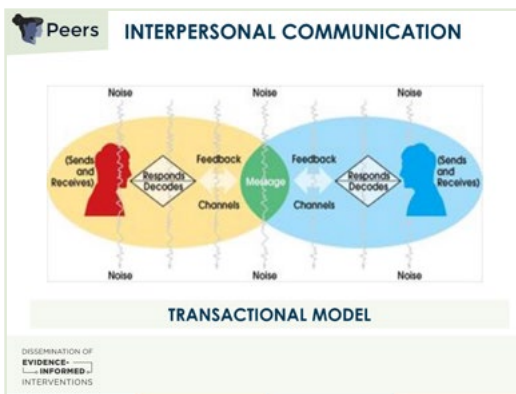 Peers
INTERPERSONAL COMMUNICATION
Noise Noise Noise
(Sends
and
Receives)
Responds
Decodes
Feedback
Channels
Message
Feedback
Channels
Responds
Decodes
(Sends
and
Receives)
Noise Noise Noise
TRANSACTIONAL MODEL
DISSEMINATION OF
EVIDENCE-
INFORMED
INTERVENTIONS